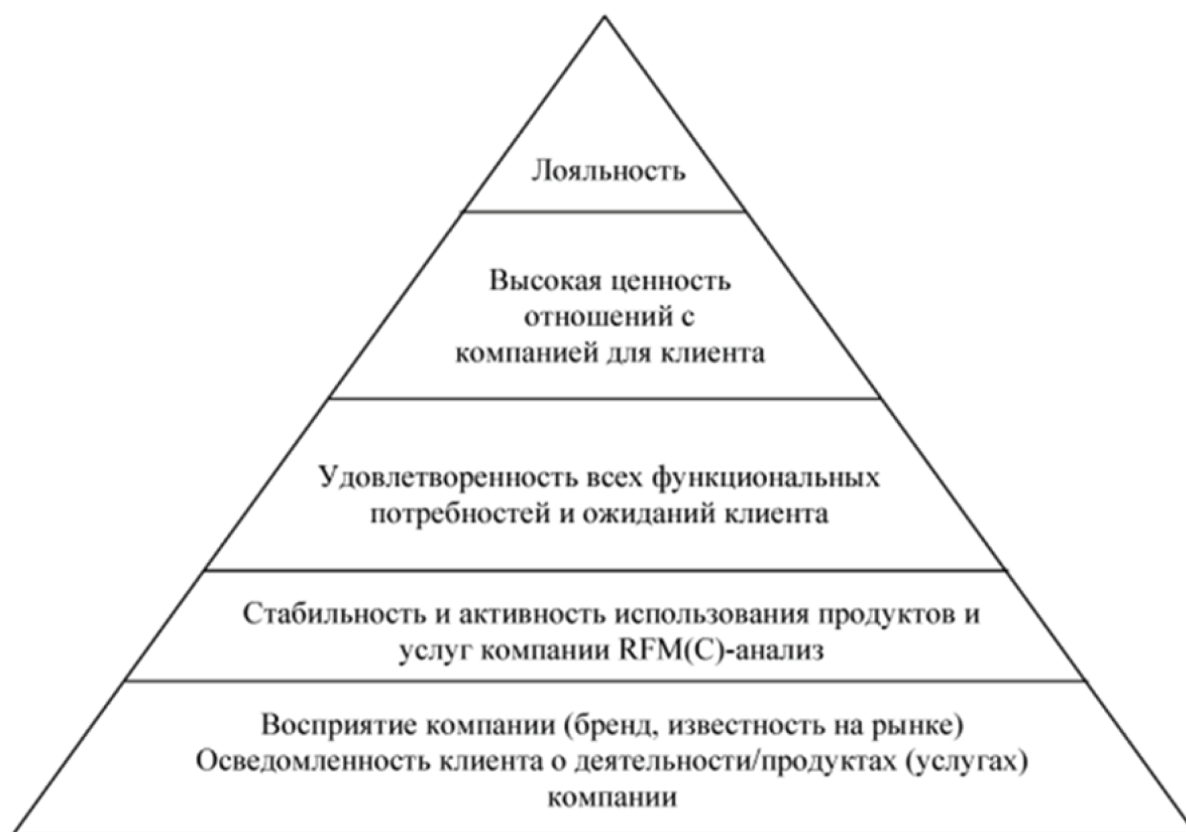 Лояльность
Высокая ценность
отношений с
компанией для клиента
Удовлетворенность всех функциональных
потребностей и ожиданий клиента
Стабильность и активность использования продуктов и
услуг компании RFM(C)-анализ
Восприятие компании (бренд, известность на рынке)
Осведомленность клиента о деятельности/продуктах (услугах)
компании